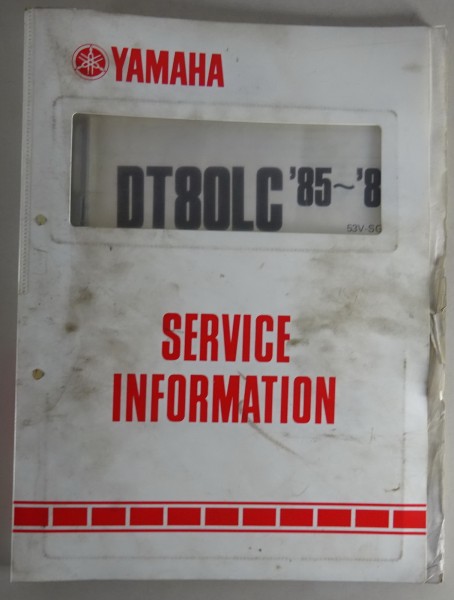 YAMAHA
DT80LC '85~'8
53V-SG
SERVICE
INFORMATION